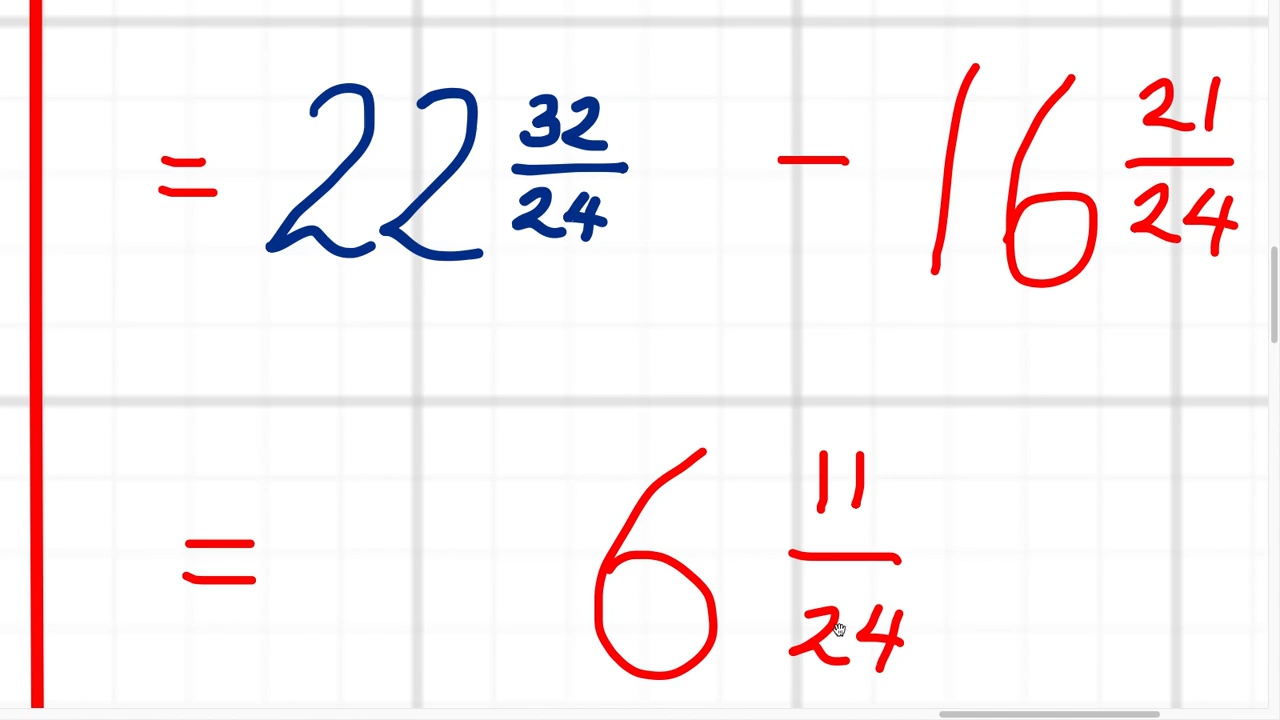 = 22 32/24 − 16 21/24
= 6 11/24